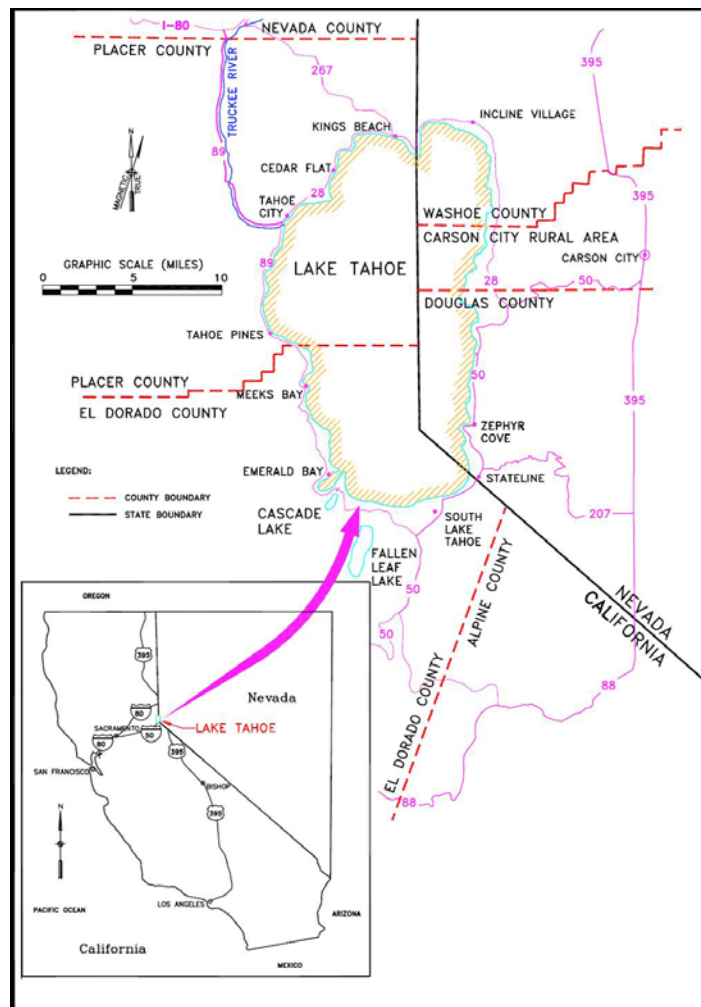 I-80
NEVADA COUNTY
PLACER COUNTY
395
267
TRUCKEE RIVER
INCLINE VILLAGE
KINGS BEACH
N
MAGNETIC
TRUE
89
CEDAR FLAT
28
395
TAHOE
CITY
WASHOE COUNTY
CARSON CITY RURAL AREA
CARSON CITY
GRAPHIC SCALE (MILES)
0 5 10
89
LAKE TAHOE
28
50
DOUGLAS COUNTY
TAHOE PINES
50
395
PLACER COUNTY
MEEKS BAY
EL DORADO COUNTY
ZEPHYR
COVE
LEGEND:
COUNTY BOUNDARY
STATE BOUNDARY
EMERALD BAY
STATELINE
CASCADE
LAKE
SOUTH
LAKE
TAHOE
207
FALLEN
LEAF
LAKE
50
50
ALPINE COUNTY
EL DORADO COUNTY
NEVADA
CALIFORNIA
88
88
OREGON
395
Nevada
80
SACRAMENTO
50
80
LAKE TAHOE
395
SAN FRANCISCO
BISHOP
395
N
LOS ANGELES
PACIFIC OCEAN
ARIZONA
California
MEXICO